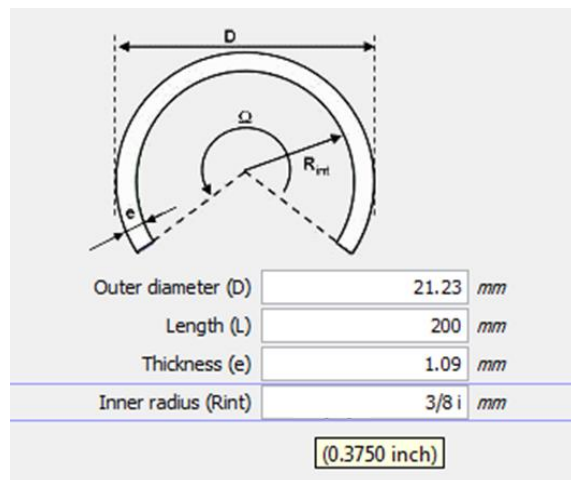 D
Ω
R int
e
Outer diameter (D) 21.23 mm
Length (L) 200 mm
Thickness (e) 1.09 mm
Inner radius (Rint) 3/8 i mm
(0.3750 inch)